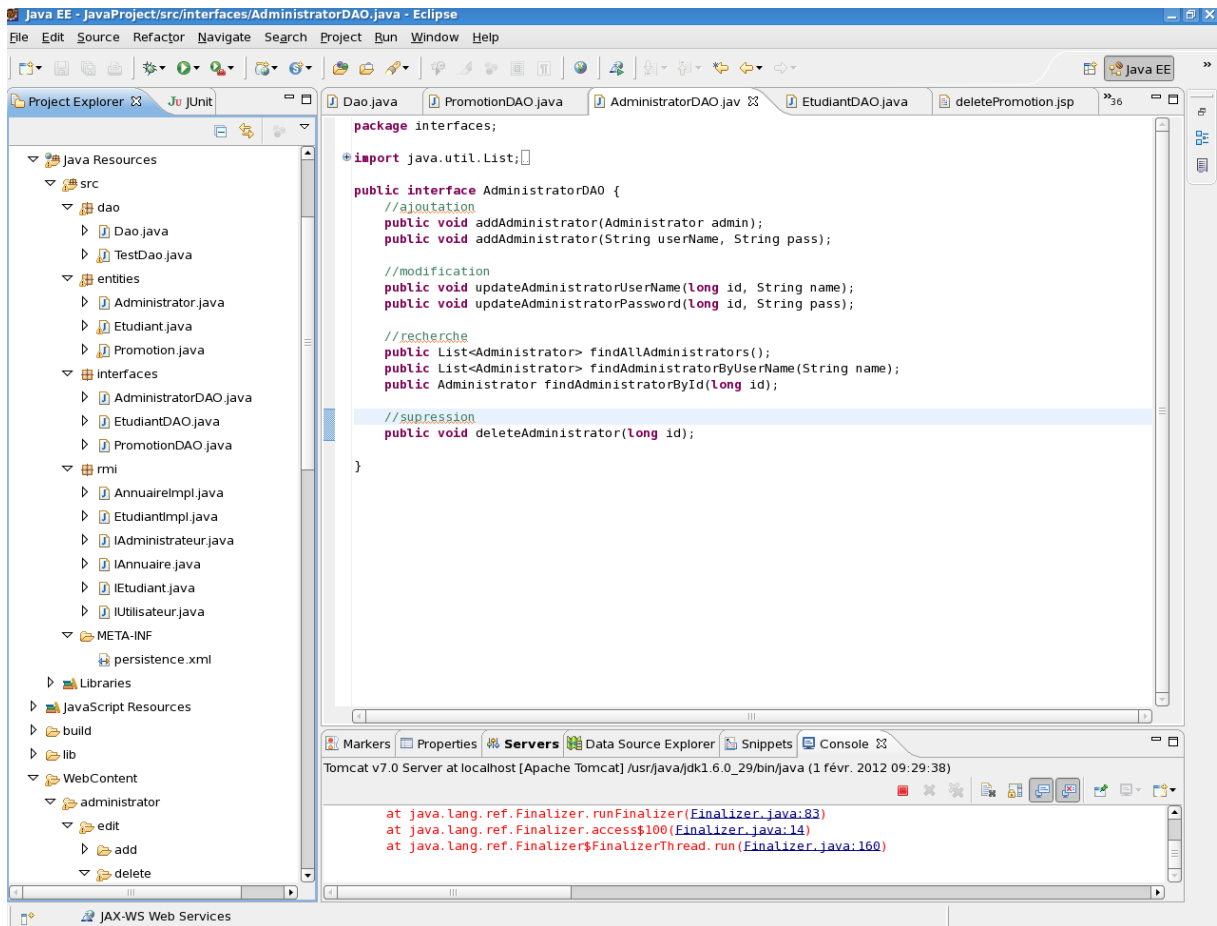 Java EE - JavaProject/src/interfaces/AdministratorDAO.java - Eclipse
File Edit Source Refactor Navigate Search Project Run Window Help
Java EE
»
Project Explorer
Ju JUnit
Dao.java
PromotionDAO.java
AdministratorDAO.jav
EtudiantDAO.java
deletePromotion.jsp
»36
Java Resources
src
dao
Dao.java
TestDao.java
entities
Administrator.java
Etudiant.java
Promotion.java
interfaces
AdministratorDAO.java
EtudiantDAO.java
PromotionDAO.java
rmi
AnnuaireImpl.java
EtudiantImpl.java
IAdministrateur.java
IAnnuaire.java
IEtudiant.java
IUtilisateur.java
META-INF
persistence.xml
Libraries
JavaScript Resources
build
lib
WebContent
administrator
edit
add
delete
package interfaces;
import java.util.List;
public interface AdministratorDAO {
//ajoutation
public void addAdministrator(Administrator admin);
public void addAdministrator(String userName, String pass);
//modification
public void updateAdministratorUserName(long id, String name);
public void updateAdministratorPassword(long id, String pass);
//recherche
public List<Administrator> findAllAdministrators();
public List<Administrator> findAdministratorByUserName(String name);
public Administrator findAdministratorById(long id);
//supression
public void deleteAdministrator(long id);
}
Markers
Properties
Servers
Data Source Explorer
Snippets
Console
Tomcat v7.0 Server at localhost [Apache Tomcat] /usr/java/jdk1.6.0_29/bin/java (1 févr. 2012 09:29:38)
at java.lang.ref.Finalizer.runFinalizer(Finalizer.java:83)
at java.lang.ref.Finalizer.access$100(Finalizer.java:14)
at java.lang.ref.Finalizer$FinalizerThread.run(Finalizer.java:160)
JAX-WS Web Services